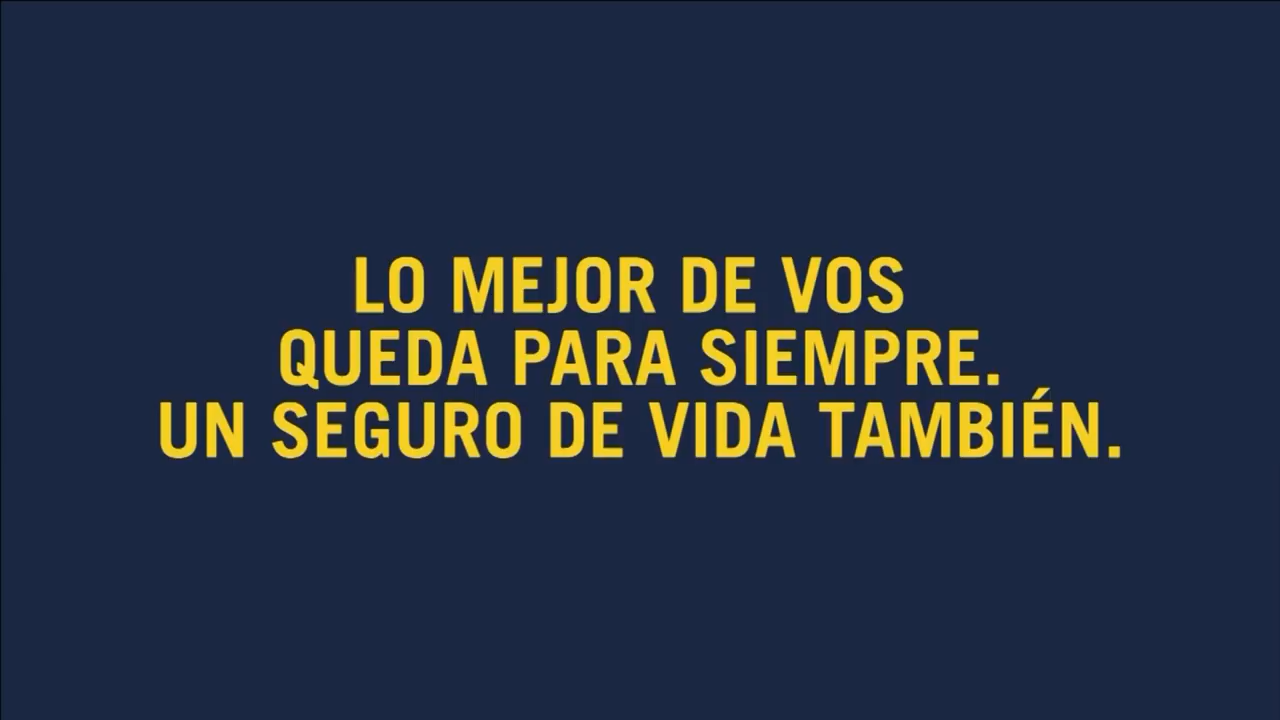 LO MEJOR DE VOS
QUEDA PARA SIEMPRE.
UN SEGURO DE VIDA TAMBIÉN.